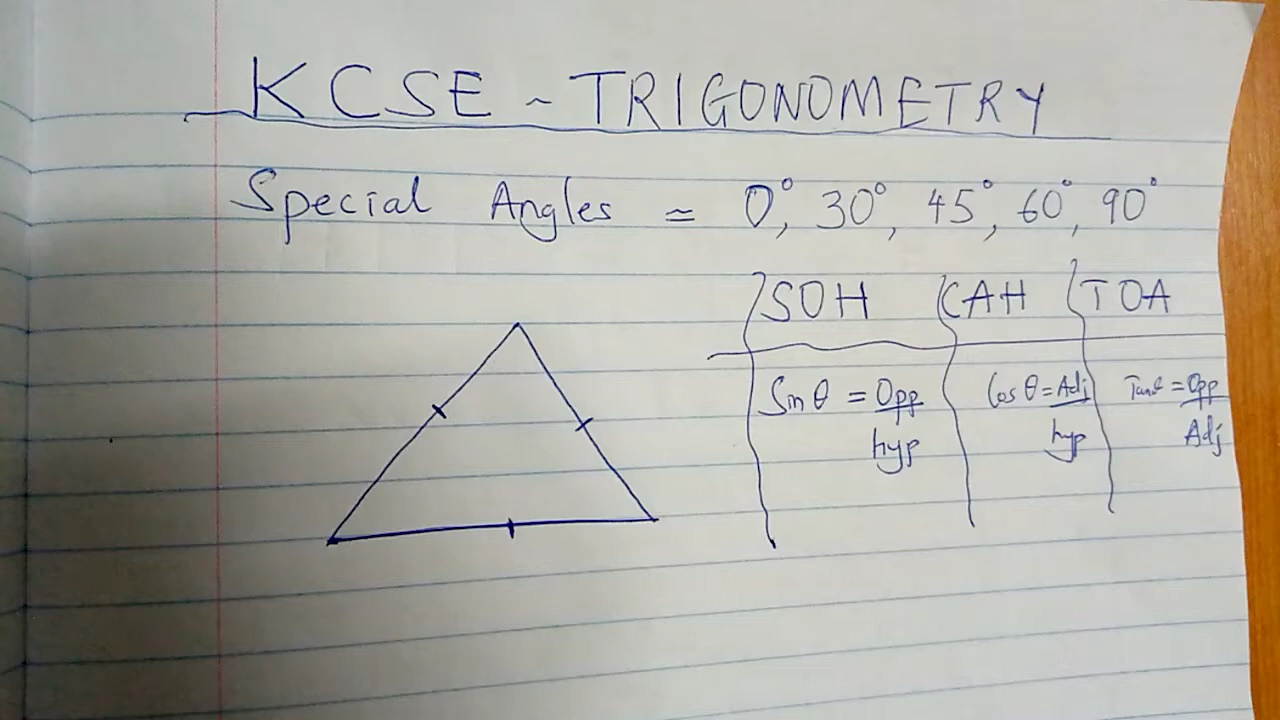 KCSE ~ TRIGONOMETRY
Special Angles = 0°, 30°, 45°, 60°, 90°
SOH CAH TOA
Sin θ = Opp/hyp Cos θ = Adj/hyp Tan θ = Opp/Adj